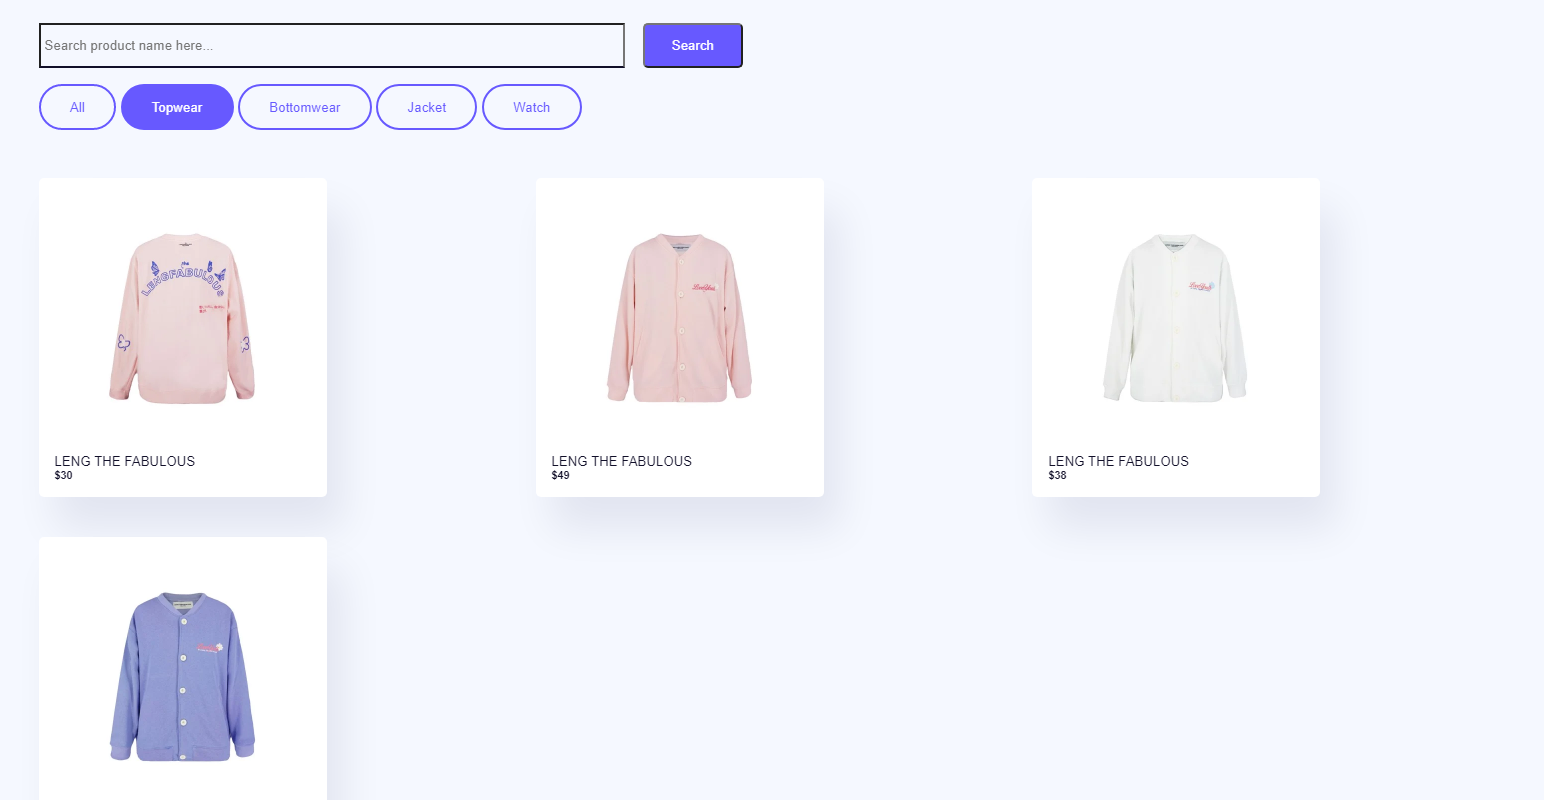 Search product name here...
Search
All
Topwear
Bottomwear
Jacket
Watch
the
LENGFABULOUS
LENG THE FABULOUS
$30
LENG THE FABULOUS
$49
LENG THE FABULOUS
$38